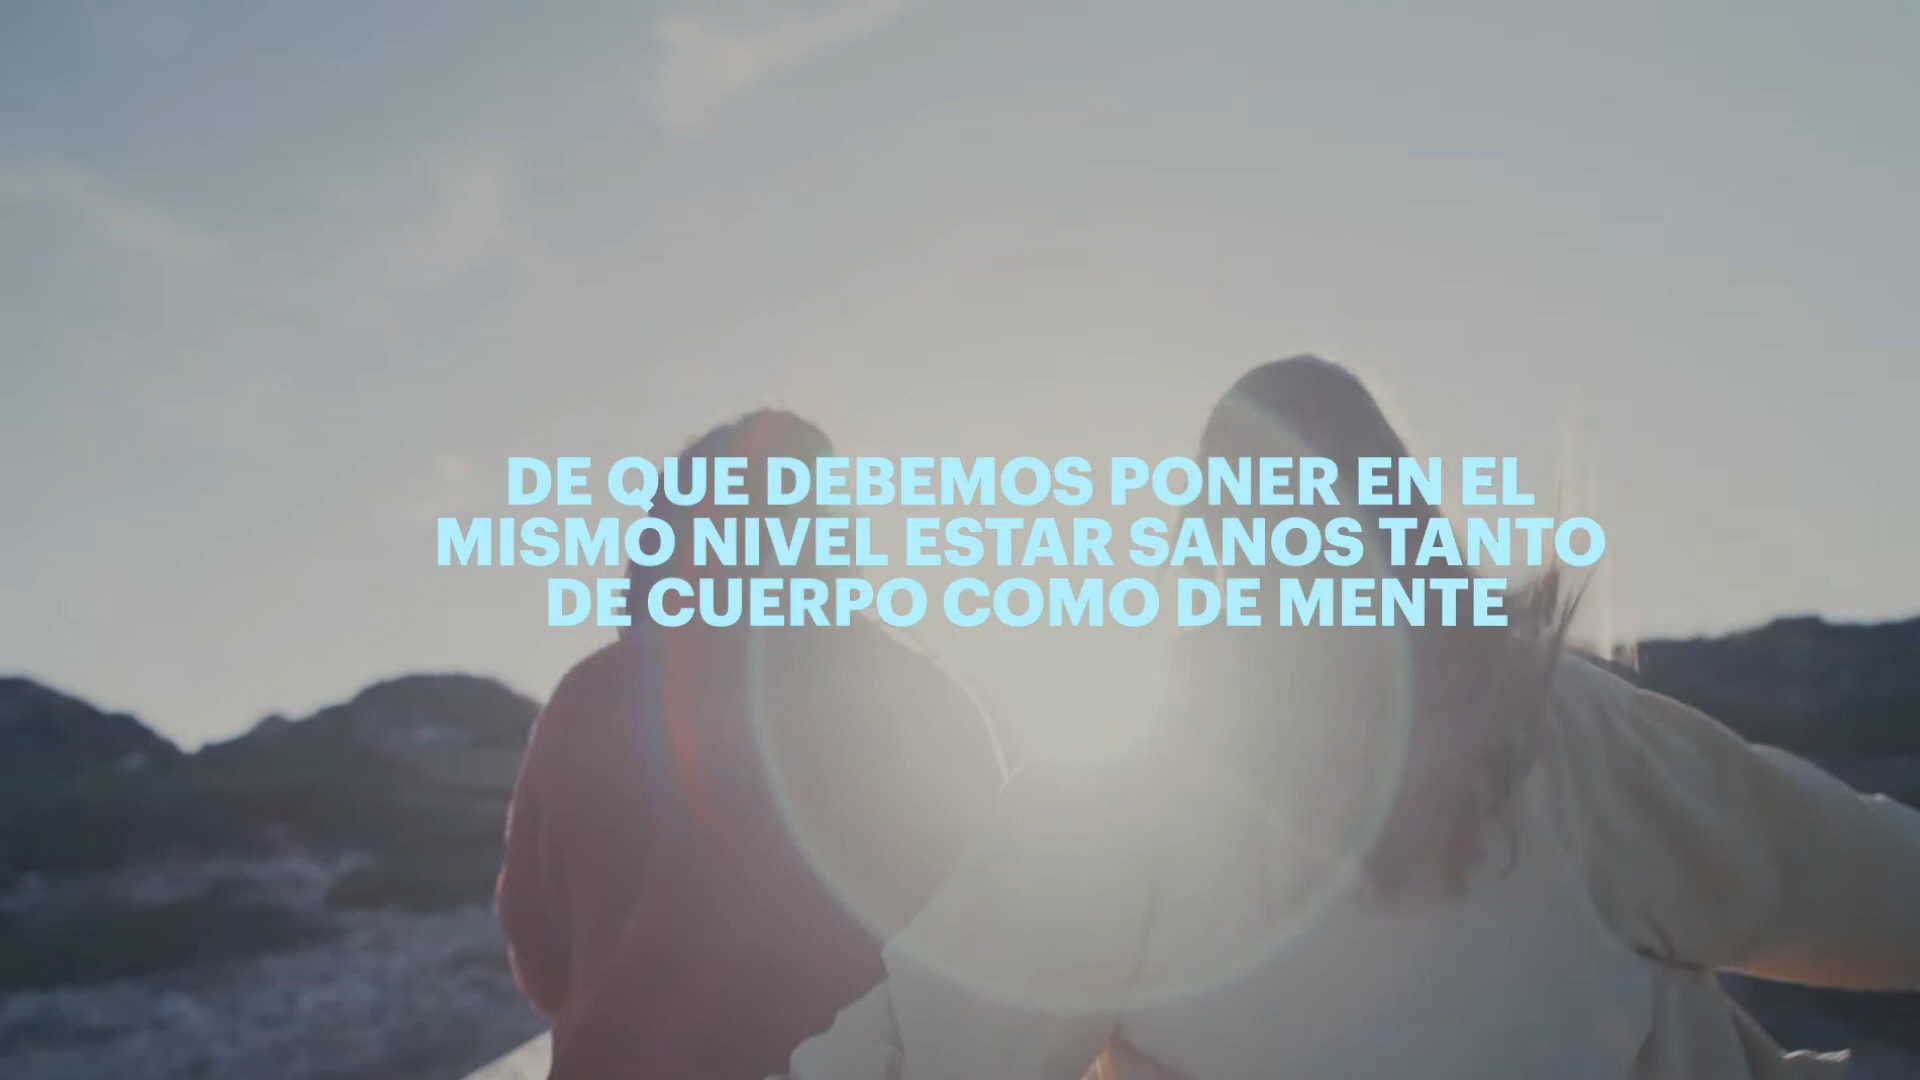 DE QUE DEBEMOS PONER EN EL
MISMO NIVEL ESTAR SANOS TANTO
DE CUERPO COMO DE MENTE